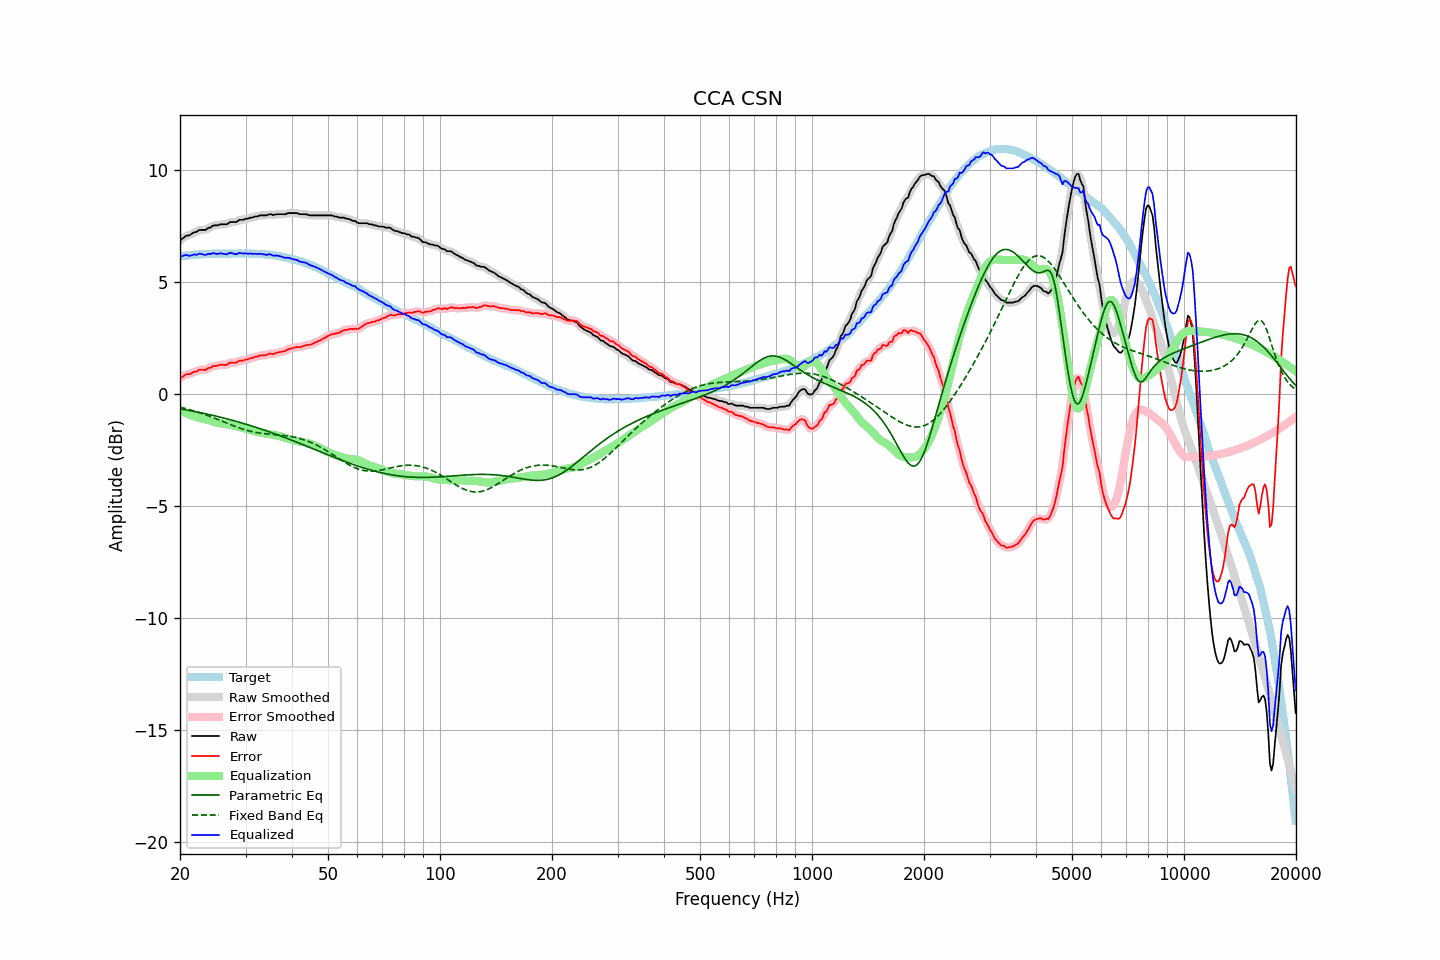 CCA CSN
Amplitude (dBr)
10
5
0
−5
−10
−15
−20
Target
Raw Smoothed
Error Smoothed
Raw
Error
Equalization
Parametric Eq
Fixed Band Eq
Equalized
20 50 100 200 500 1000 2000 5000 10000 20000
Frequency (Hz)